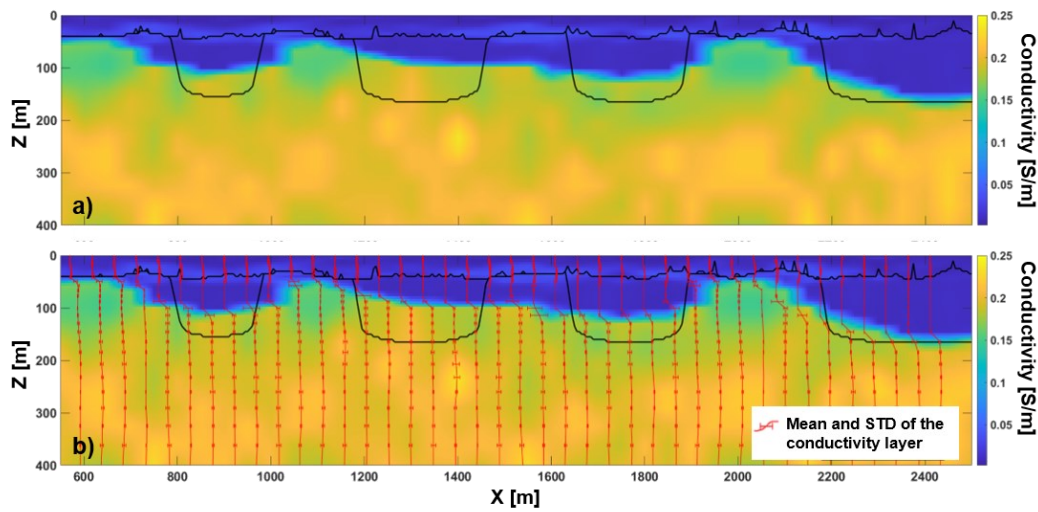 0
100
200
300
400
Z [m]
a)
0.25
0.2
0.15
0.1
0.05
Conductivity [S/m]
0
100
200
300
400
Z [m]
b)
Mean and STD of the
conductivity layer
0.25
0.2
0.15
0.1
0.05
Conductivity [S/m]
600 800 1000 1200 1400 1600 1800 2000 2200 2400
X [m]